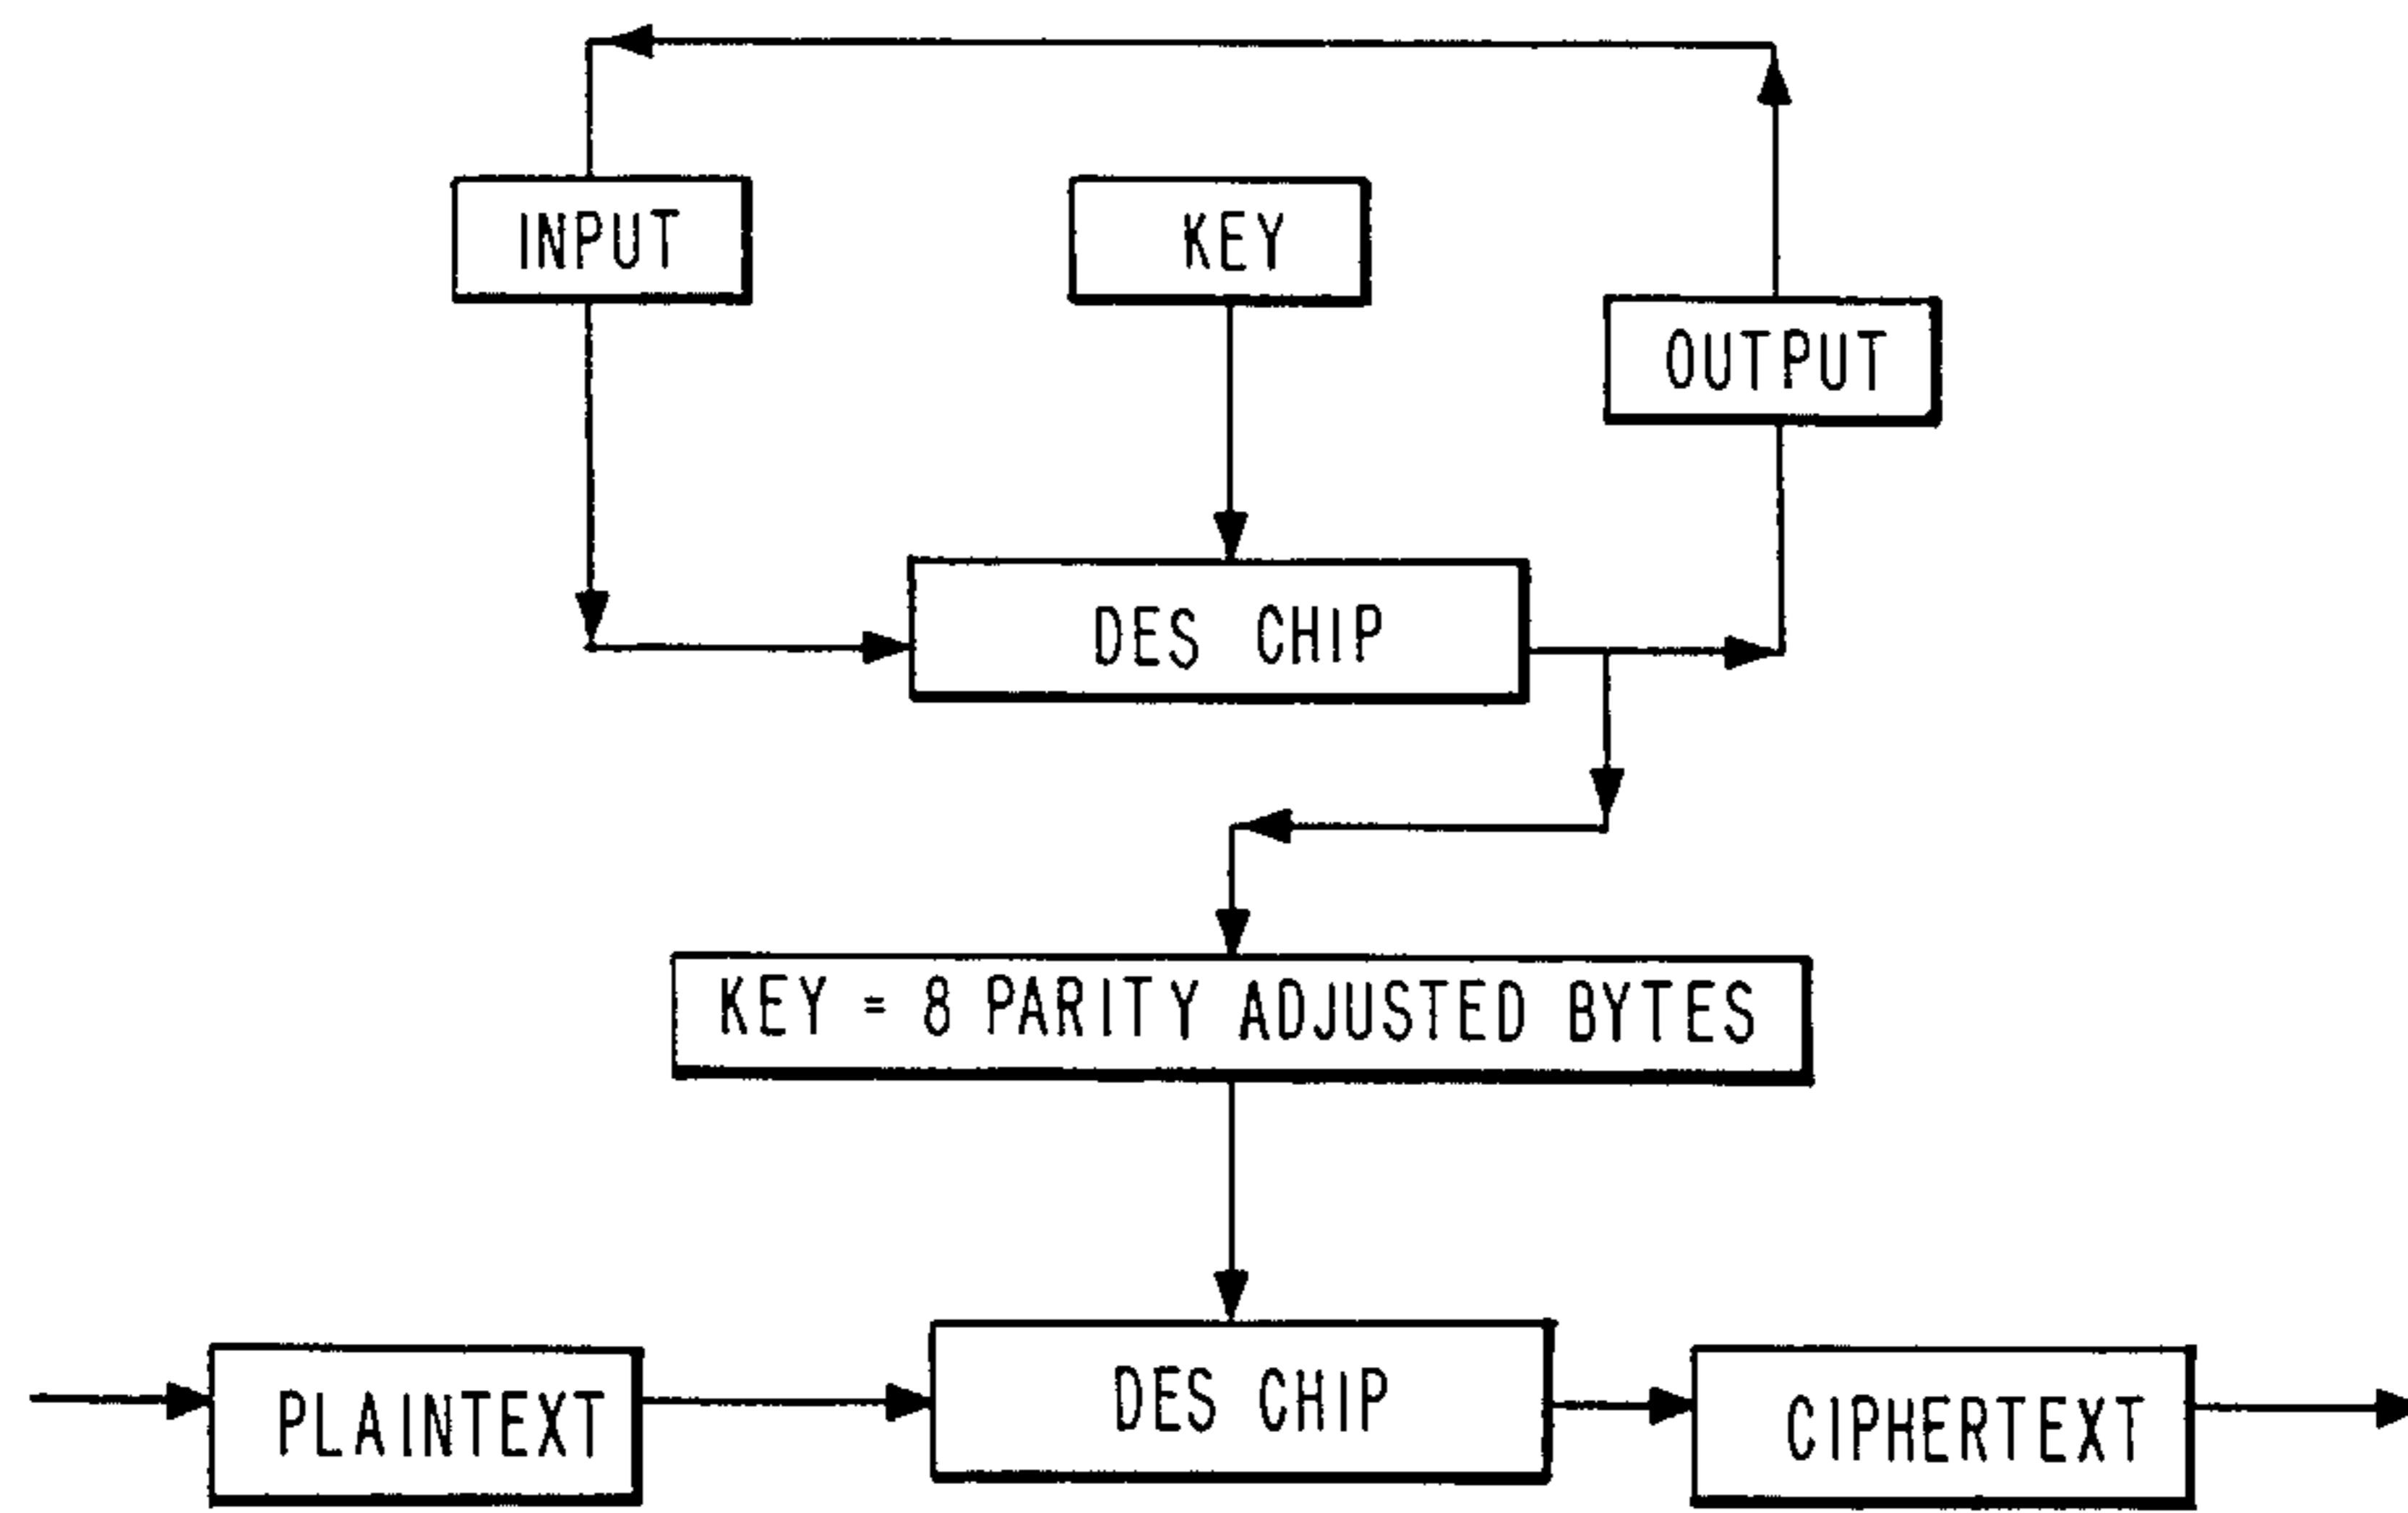 INPUT
KEY
OUTPUT
DES CHIP
KEY = 8 PARITY ADJUSTED BYTES
PLAINTEXT
DES CHIP
CIPHERTEXT